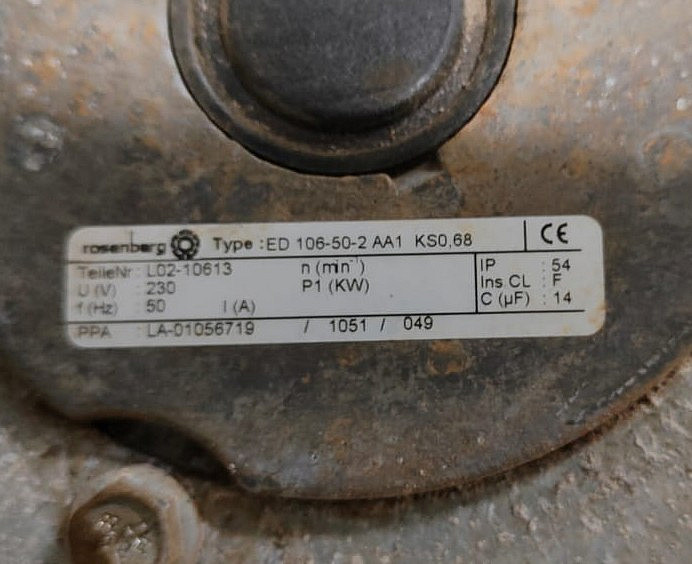 rosenberg Type : ED 106-50-2 AA1 KS0,68 CE
TeileNr : L02-10613 n (min⁻¹) IP : 54
U (V) : 230 P1 (KW) Ins.CL : F
f (Hz) : 50 I (A) C (µF) : 14
PPA : LA-01056719 / 1051 / 049